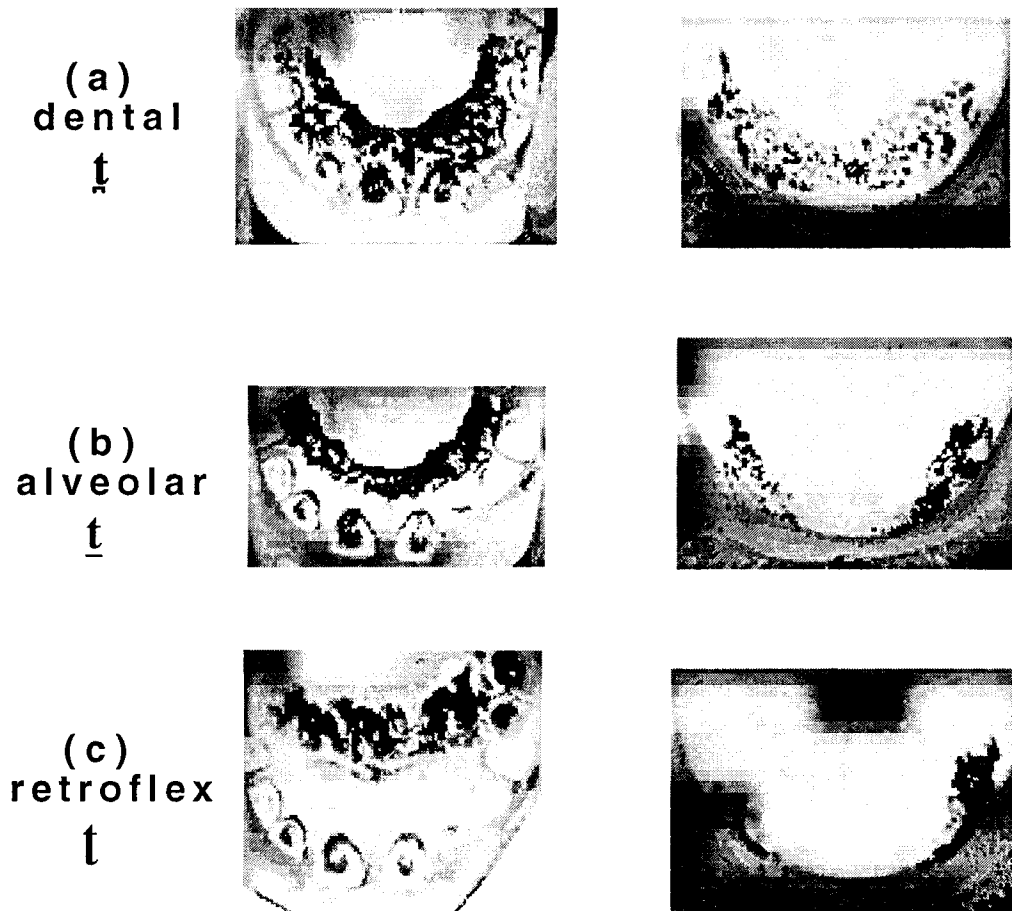 (a)
dental
t̪
(b)
alveolar
t̲
(c)
retroflex
ʈ